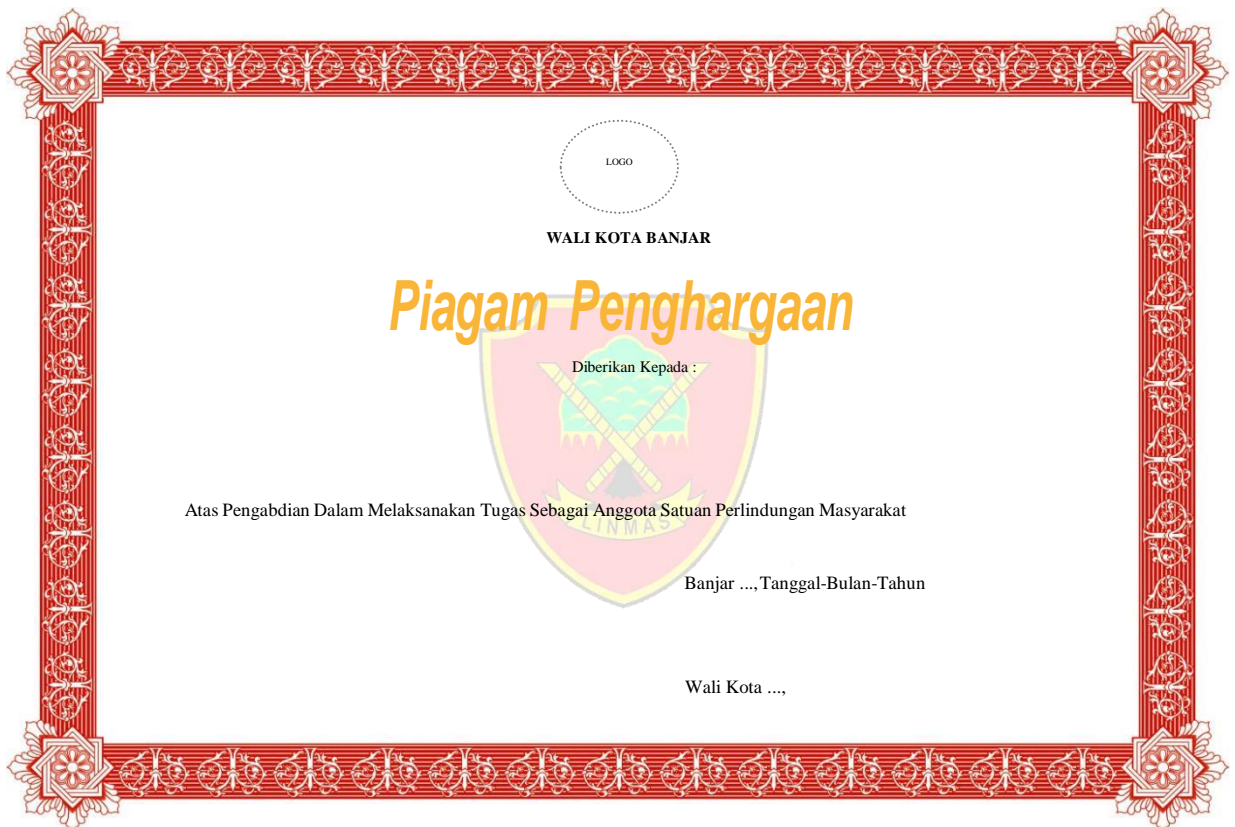 LOGO
WALI KOTA BANJAR
Piagam Penghargaan
Diberikan Kepada :
Atas Pengabdian Dalam Melaksanakan Tugas Sebagai Anggota Satuan Perlindungan Masyarakat
LINMAS
Banjar ...,Tanggal-Bulan-Tahun
Wali Kota ...,